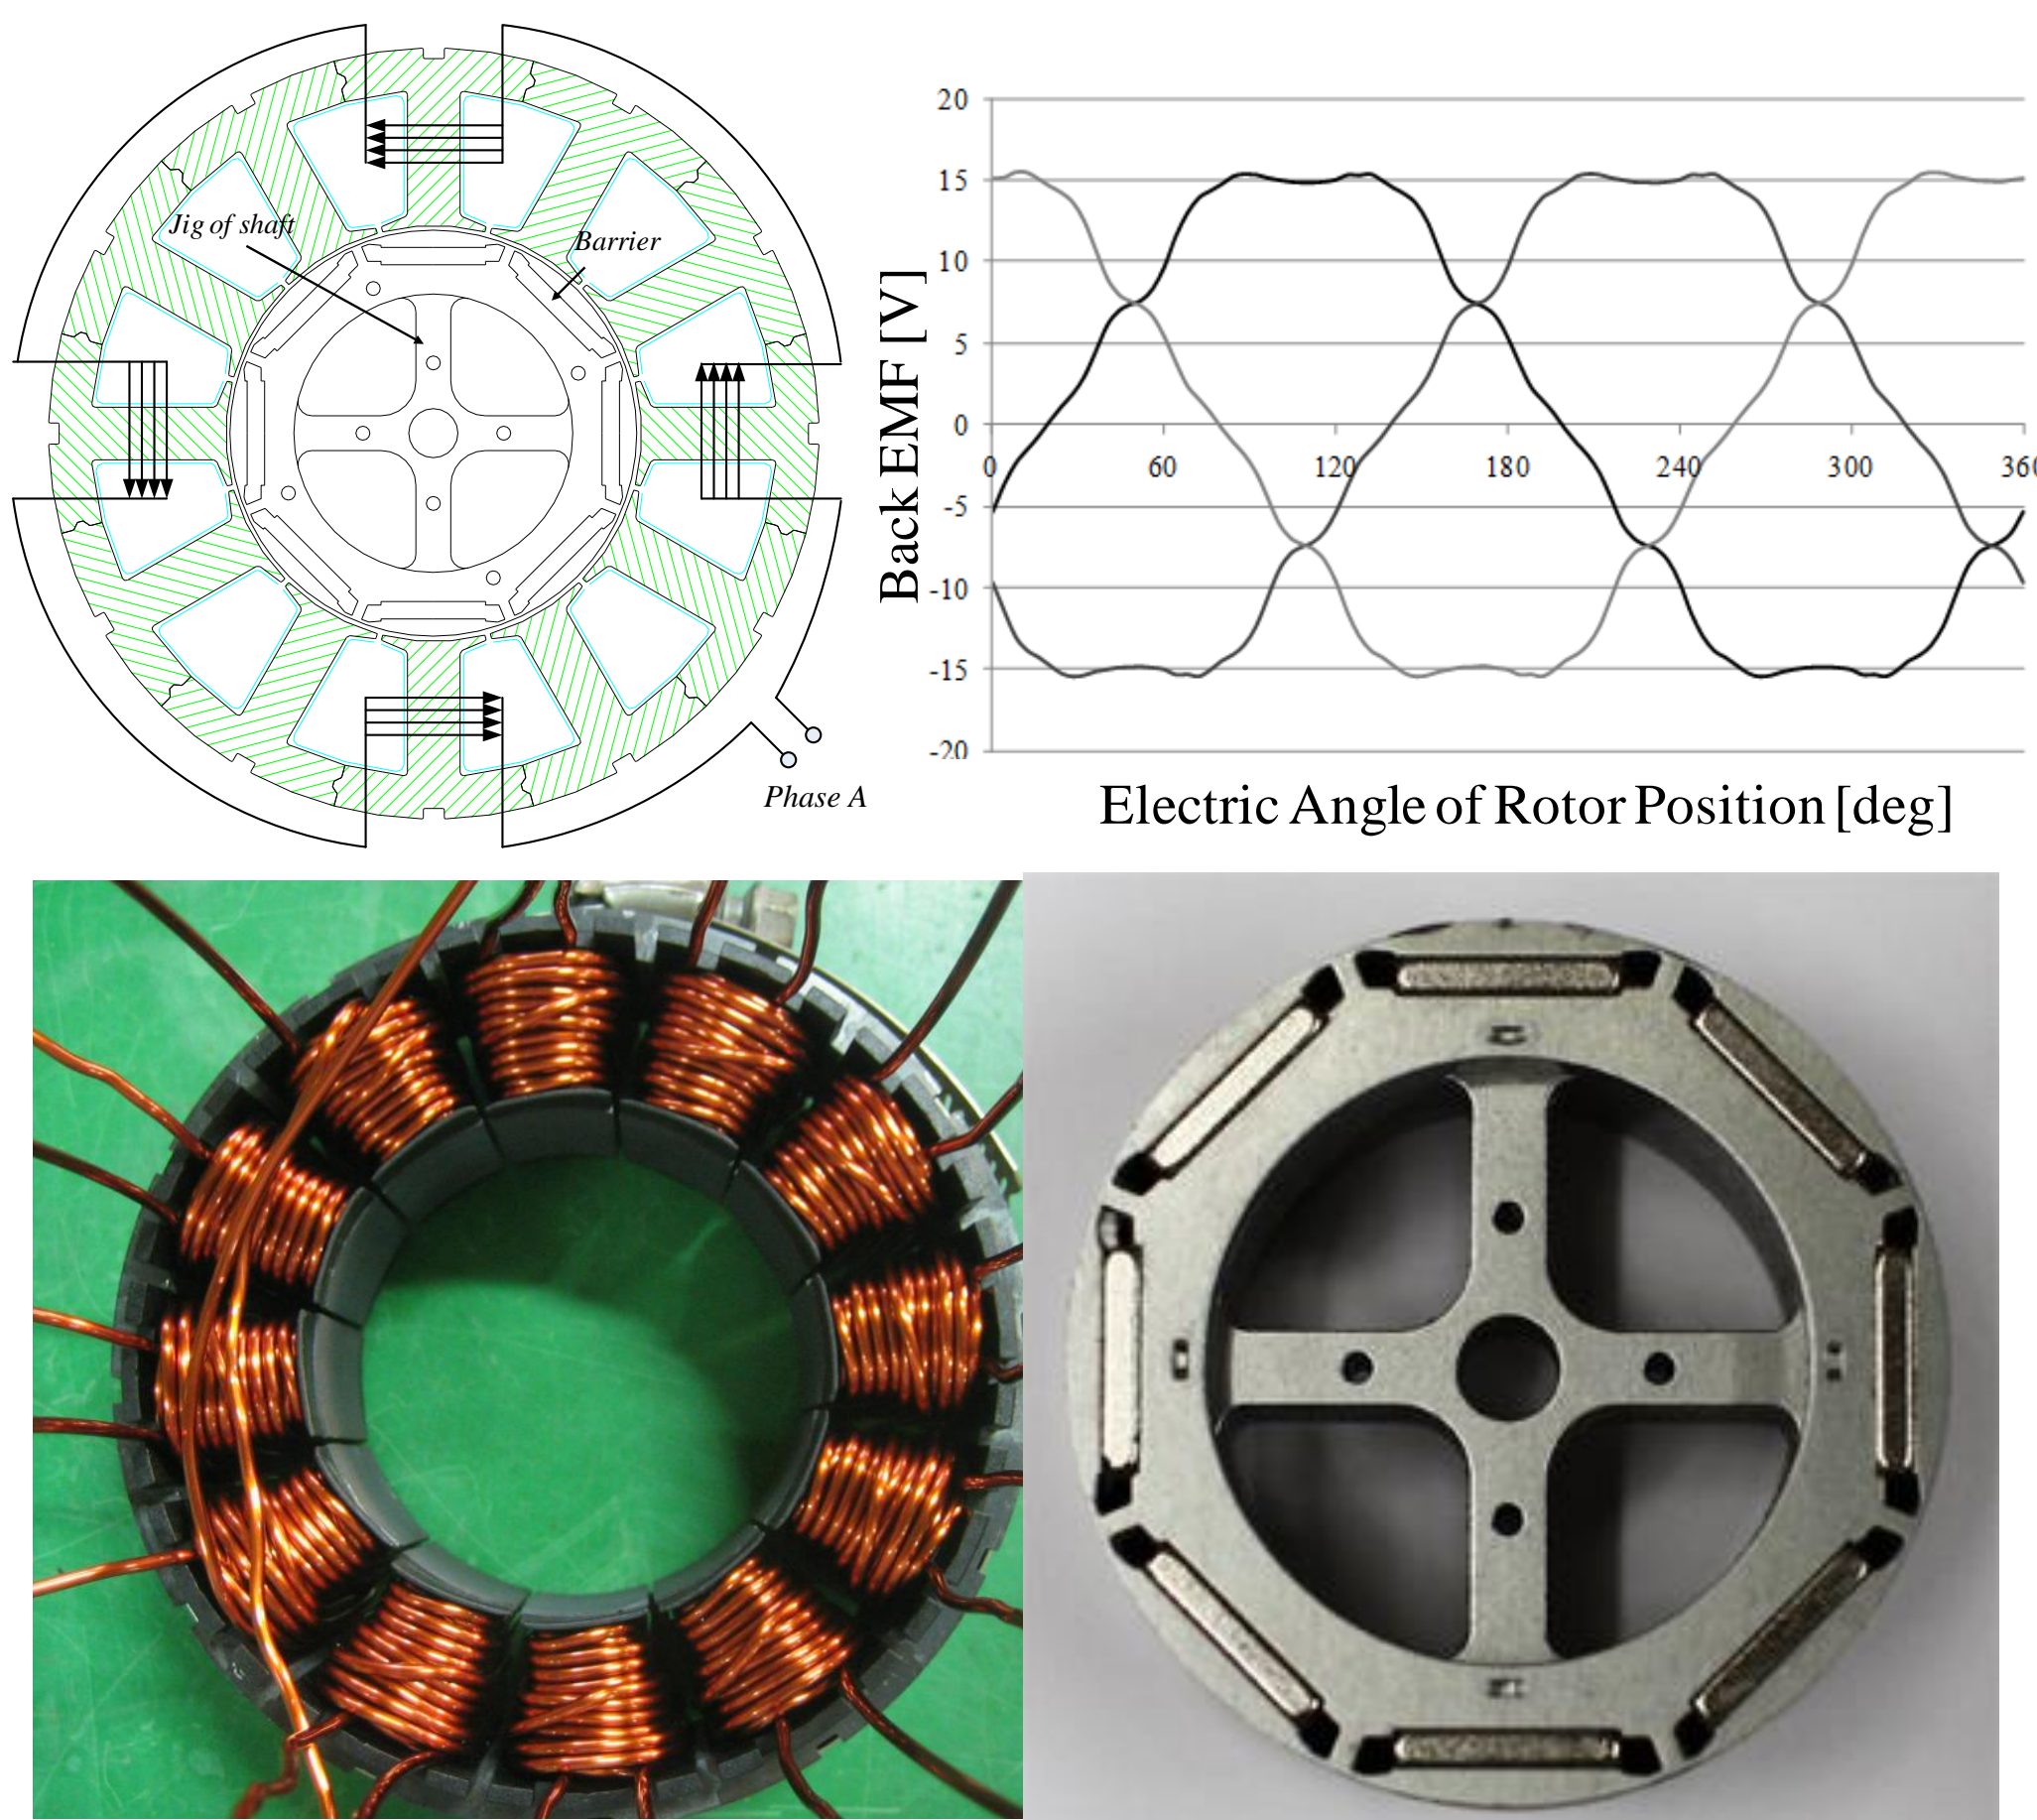 Jig of shaft
Barrier
Phase A
20
15
10
5
0
-5
-10
-15
-20
0 60 120 180 240 300 360
Back EMF [V]
Electric Angle of Rotor Position [deg]